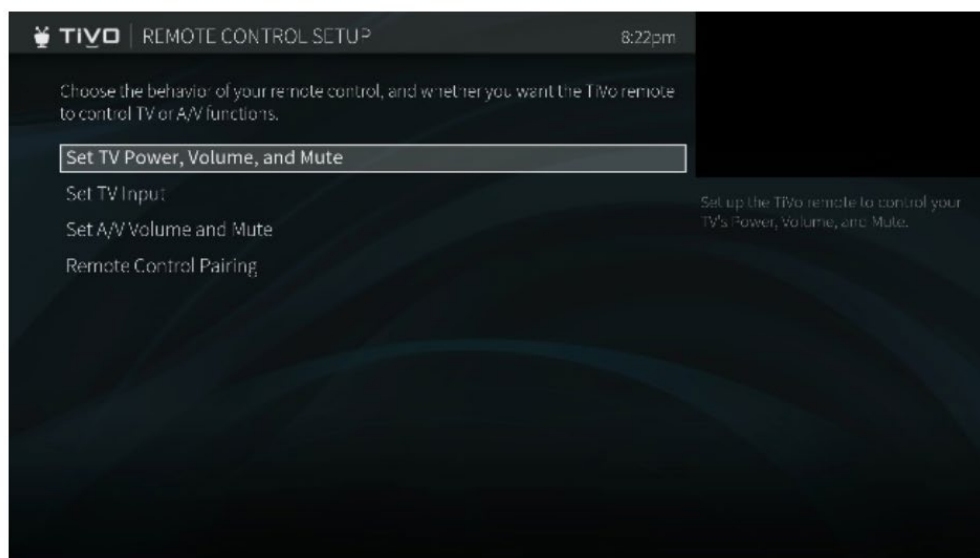 TiVo REMOTE CONTROL SETUP 8:22pm
Choose the behavior of your remote control, and whether you want the TiVo remote
to control TV or A/V functions.
Set TV Power, Volume, and Mute
Set TV Input
Set A/V Volume and Mute
Remote Control Pairing
Set up the TiVo remote to control your
TV's Power, Volume, and Mute.